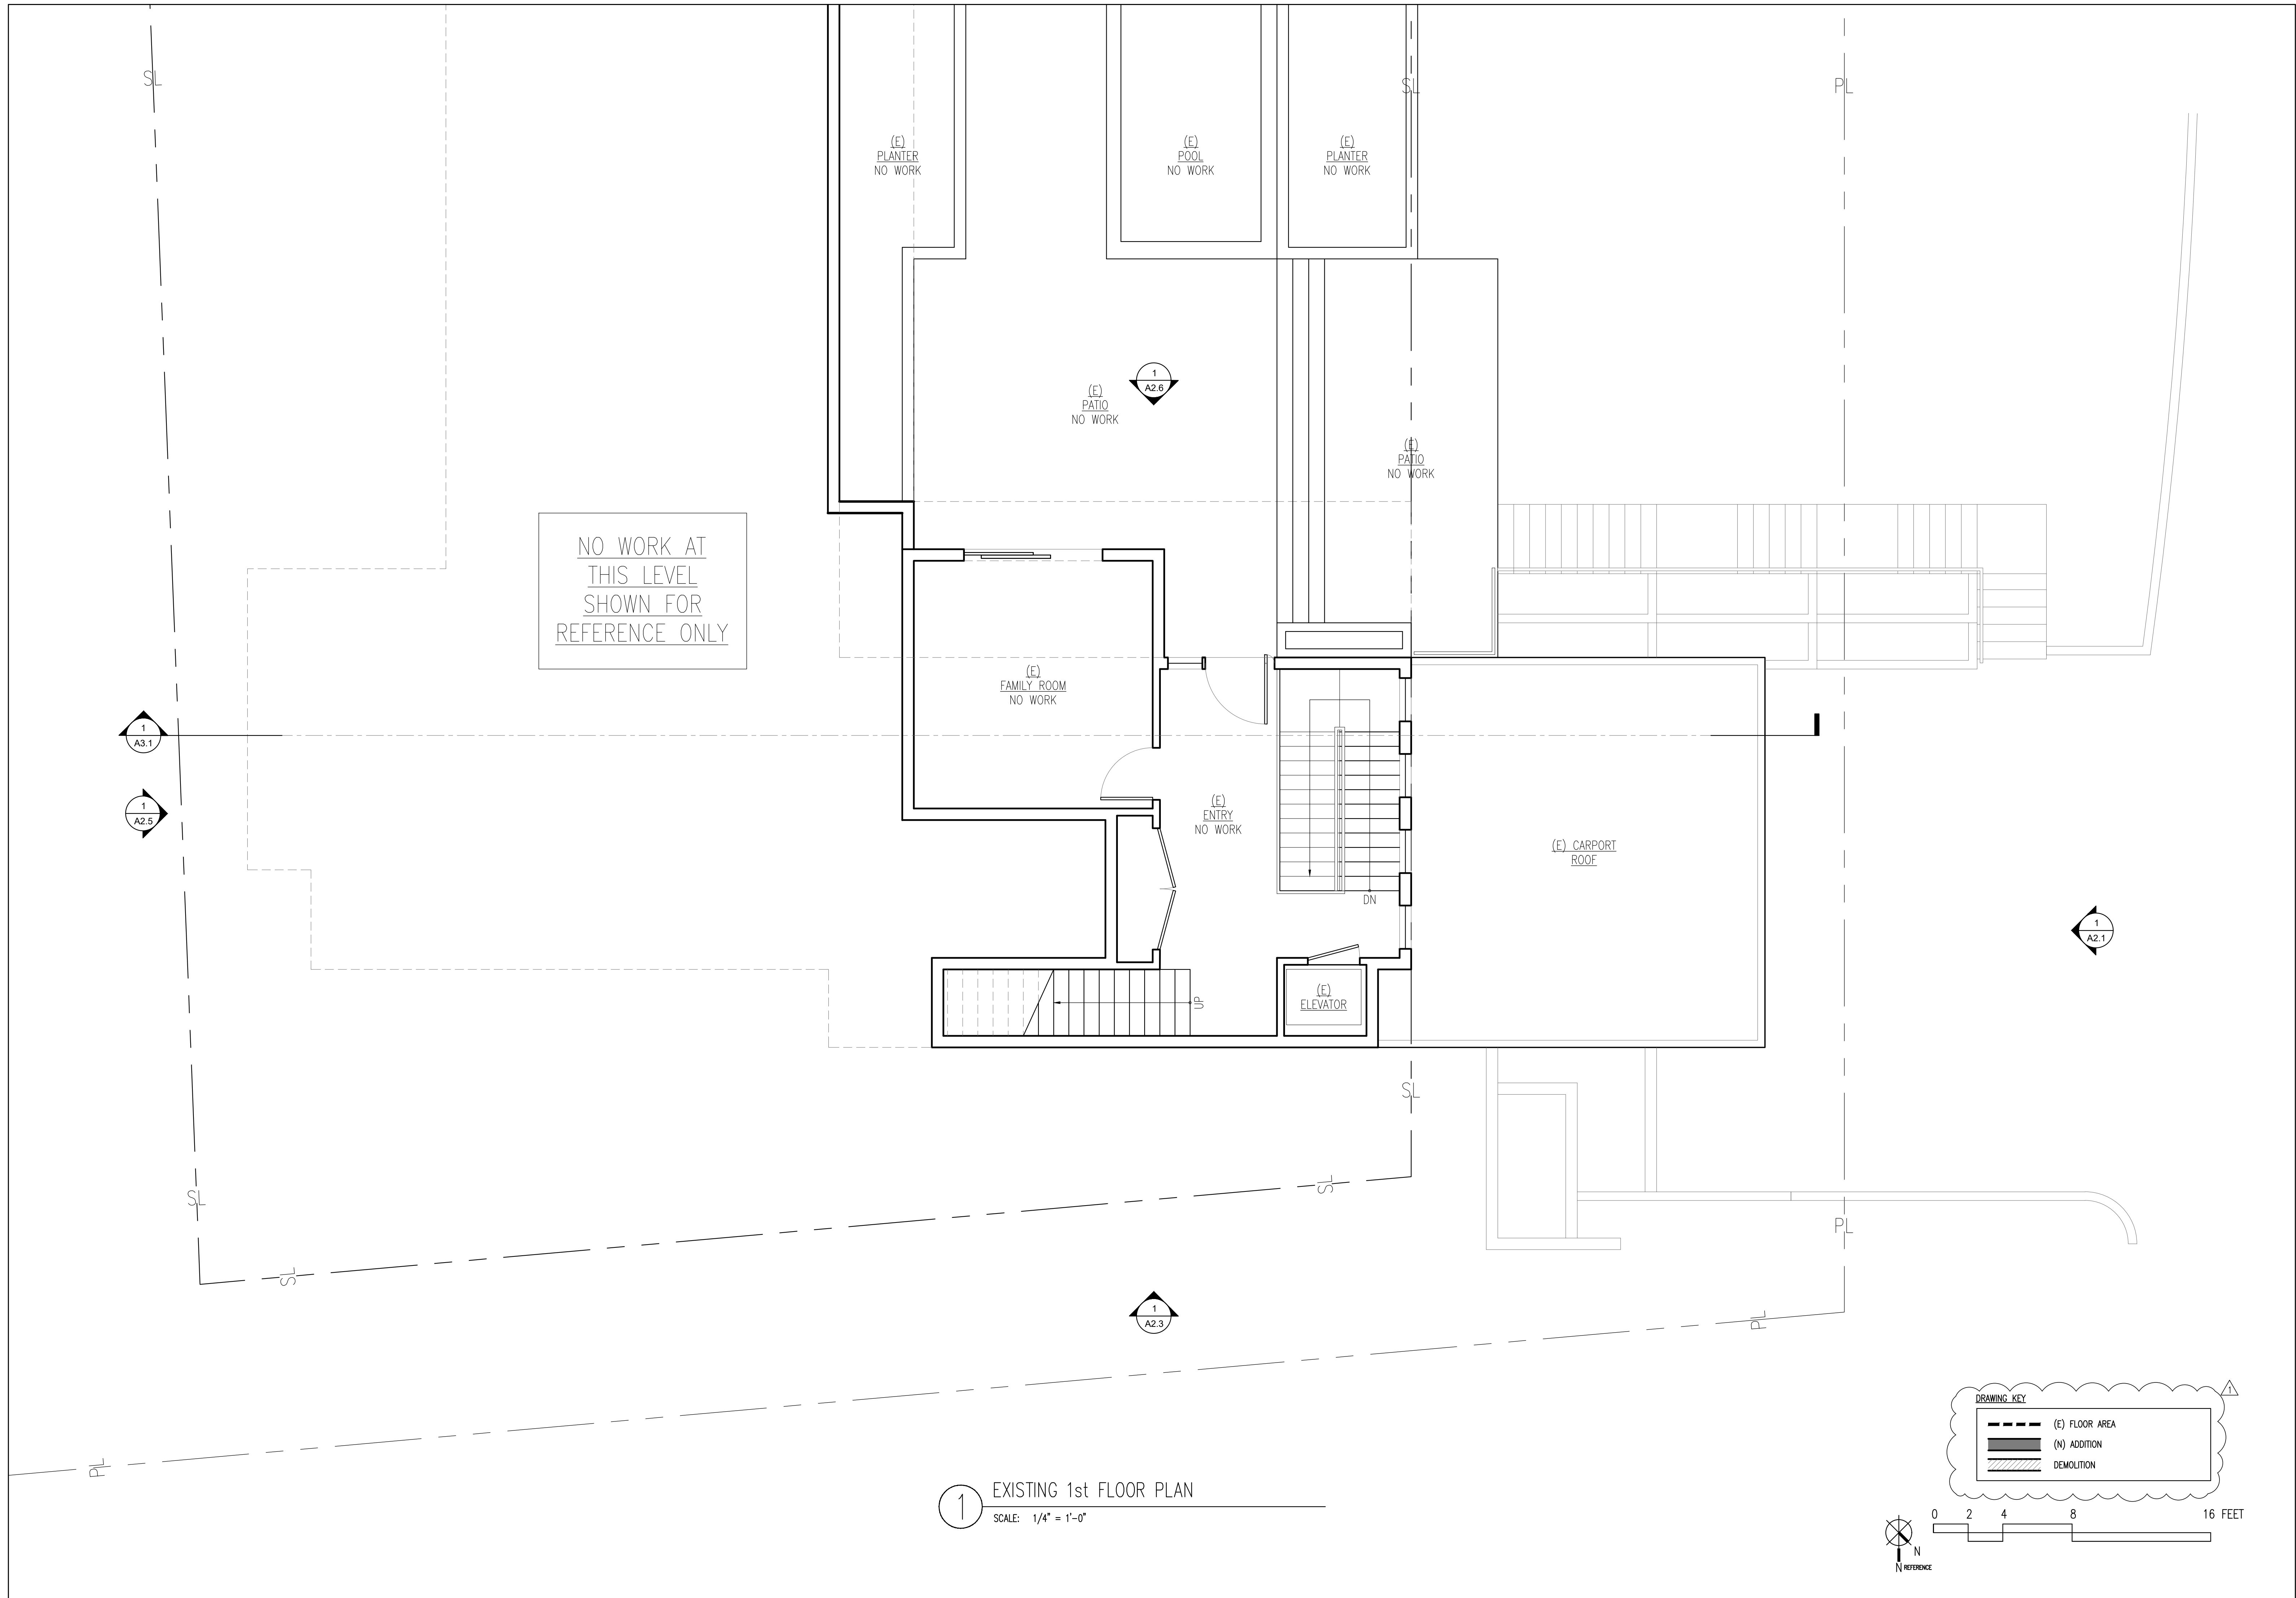 SL
SL
PL
(E)
PLANTER
NO WORK
(E)
POOL
NO WORK
(E)
PLANTER
NO WORK
1
A2.6
(E)
PATIO
NO WORK
(E)
PATIO
NO WORK
NO WORK AT
THIS LEVEL
SHOWN FOR
REFERENCE ONLY
(E)
FAMILY ROOM
NO WORK
1
A3.1
1
A2.5
(E)
ENTRY
NO WORK
(E) CARPORT
ROOF
DN
1
A2.1
(E)
ELEVATOR
UP
SL
SL
SL
SL
PL
1
A2.3
PL
PL
1
DRAWING KEY
(E) FLOOR AREA
(N) ADDITION
DEMOLITION
1
EXISTING 1st FLOOR PLAN
SCALE: 1/4" = 1'-0"
0 2 4 8 16 FEET
N
N REFERENCE